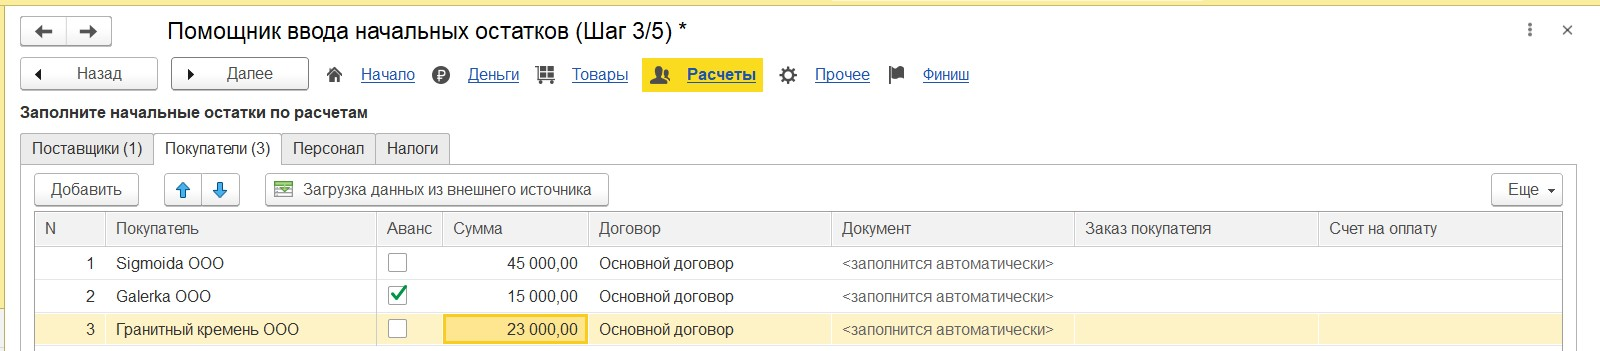 Помощник ввода начальных остатков (Шаг 3/5) *
Назад Далее Начало Деньги Товары Расчеты Прочее Финиш
Заполните начальные остатки по расчетам
Поставщики (1) Покупатели (3) Персонал Налоги
Добавить Загрузка данных из внешнего источника Еще
N Покупатель Аванс Сумма Договор Документ Заказ покупателя Счет на оплату
1 Sigmoida ООО 45 000,00 Основной договор <заполнится автоматически>
2 Galerka ООО 15 000,00 Основной договор <заполнится автоматически>
3 Гранитный кремень ООО 23 000,00 Основной договор <заполнится автоматически>